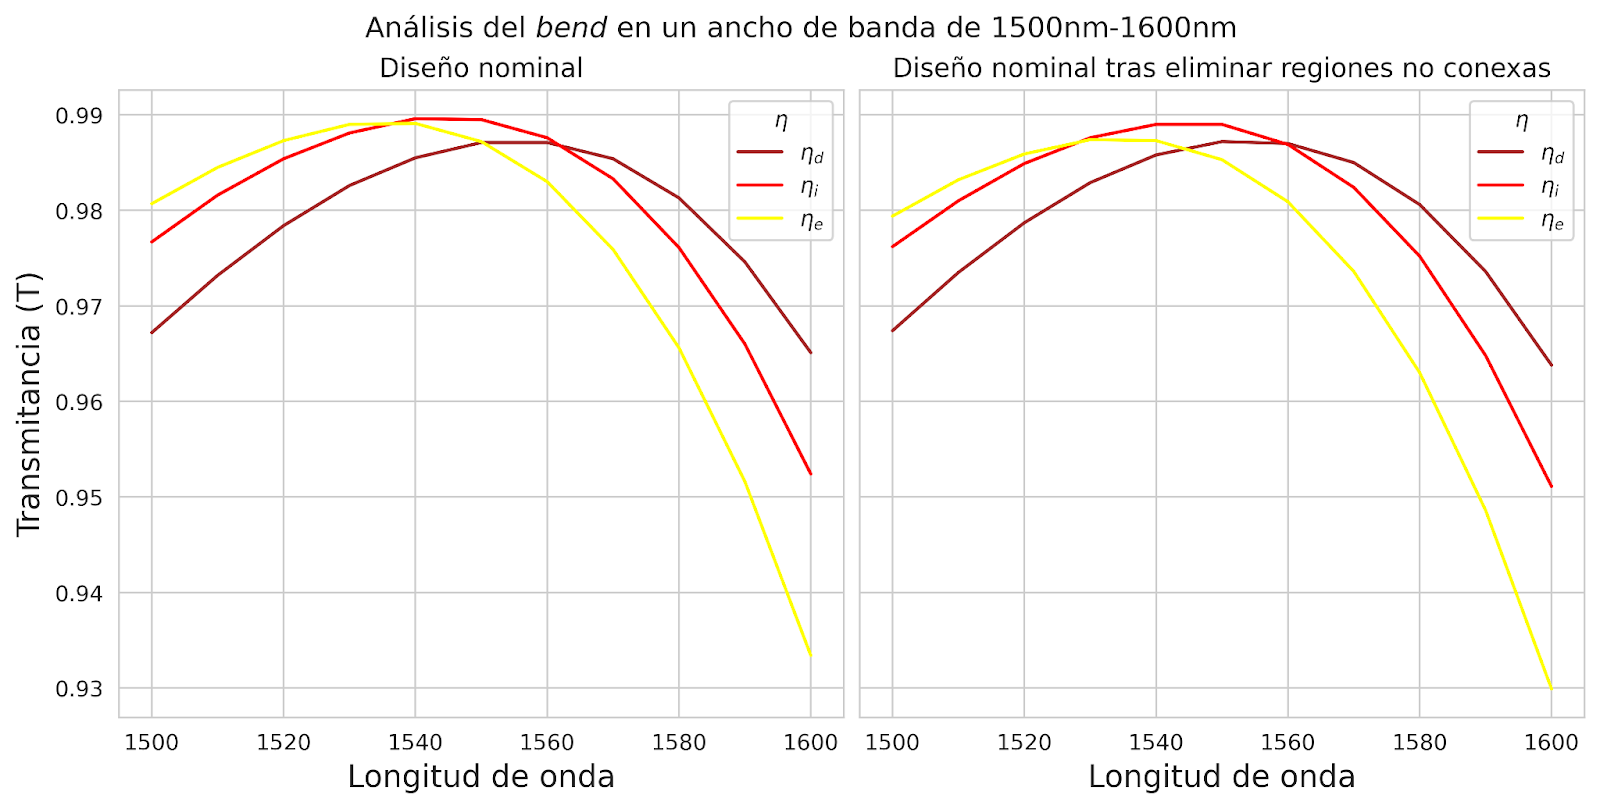 Análisis del bend en un ancho de banda de 1500nm-1600nm
Diseño nominal
Diseño nominal tras eliminar regiones no conexas
Transmitancia (T)
0.99
0.98
0.97
0.96
0.95
0.94
0.93
η
η_d
η_i
η_e
η
η_d
η_i
η_e
1500 1520 1540 1560 1580 1600
1500 1520 1540 1560 1580 1600
Longitud de onda
Longitud de onda